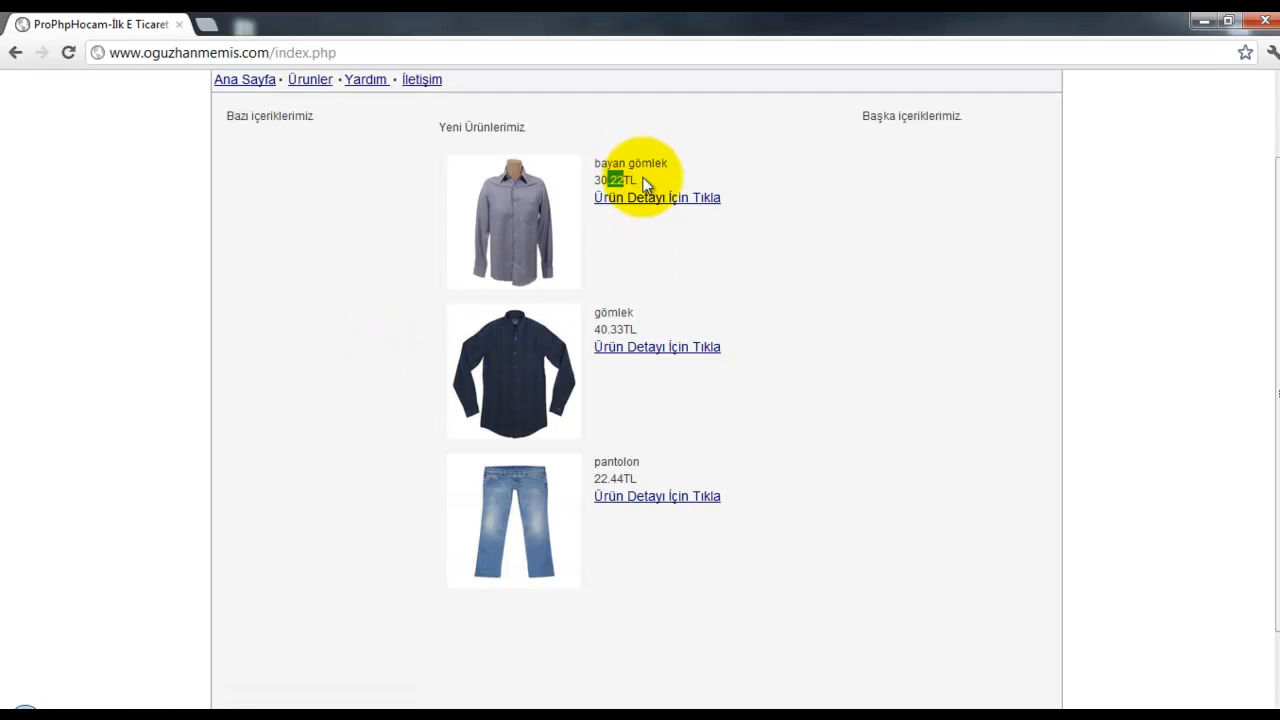 ProPhpHocam-İlk E Ticaret
www.oguzhanmemis.com/index.php
Ana Sayfa • Ürunler • Yardım • İletişim
Bazı içeriklerimiz
Yeni Ürünlerimiz
Başka içeriklerimiz.
bayan gömlek
30.22TL
Ürün Detayı İçin Tıkla
gömlek
40.33TL
Ürün Detayı İçin Tıkla
pantolon
22.44TL
Ürün Detayı İçin Tıkla